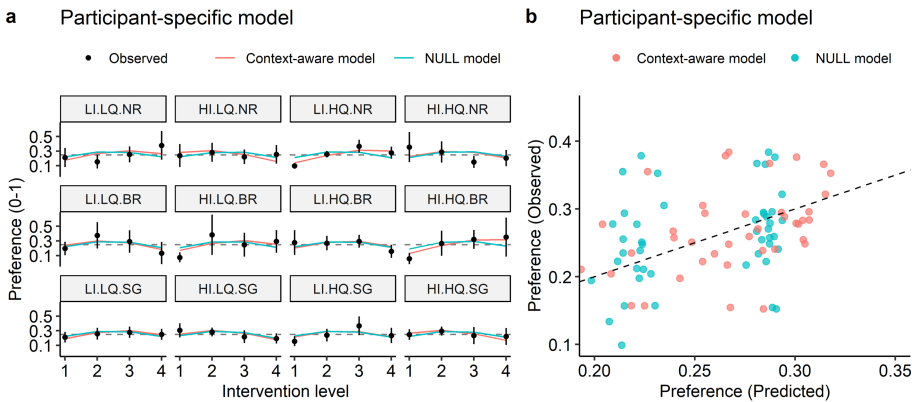 a Participant-specific model
Observed Context-aware model NULL model
LI.LQ.NR HI.LQ.NR LI.HQ.NR HI.HQ.NR
0.5
0.3
0.1
LI.LQ.BR HI.LQ.BR LI.HQ.BR HI.HQ.BR
0.5
0.3
0.1
LI.LQ.SG HI.LQ.SG LI.HQ.SG HI.HQ.SG
0.5
0.3
0.1
1 2 3 4 1 2 3 4 1 2 3 4 1 2 3 4
Intervention level
Preference (0-1)
b Participant-specific model
Context-aware model NULL model
0.4
0.3
0.2
0.1
0.20 0.25 0.30 0.35
Preference (Predicted)
Preference (Observed)